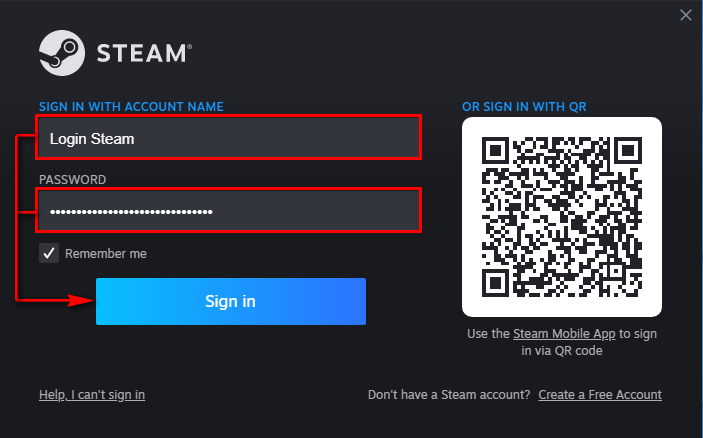 STEAM®
SIGN IN WITH ACCOUNT NAME
Login Steam
PASSWORD
Remember me
Sign in
OR SIGN IN WITH QR
Use the Steam Mobile App to sign
in via QR code
Help, I can't sign in
Don't have a Steam account? Create a Free Account